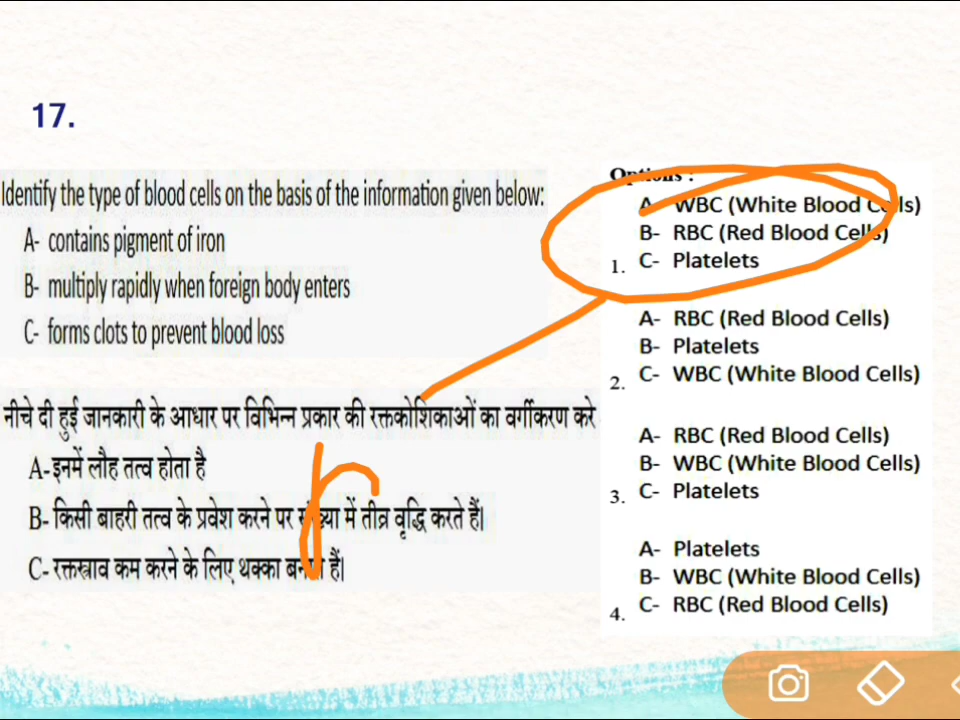 17.
Identify the type of blood cells on the basis of the information given below:
A- contains pigment of iron
B- multiply rapidly when foreign body enters
C- forms clots to prevent blood loss
नीचे दी हुई जानकारी के आधार पर विभिन्न प्रकार की रक्तकोशिकाओं का वर्गीकरण करे
A-इनमें लौह तत्व होता है
B-किसी बाहरी तत्व के प्रवेश करने पर संख्या में तीव्र वृद्धि करते हैं।
C-रक्तस्त्राव कम करने के लिए थक्का बनाते हैं।
Options :
A- WBC (White Blood Cells)
B- RBC (Red Blood Cells)
1. C- Platelets
A- RBC (Red Blood Cells)
B- Platelets
2. C- WBC (White Blood Cells)
A- RBC (Red Blood Cells)
B- WBC (White Blood Cells)
3. C- Platelets
A- Platelets
B- WBC (White Blood Cells)
4. C- RBC (Red Blood Cells)